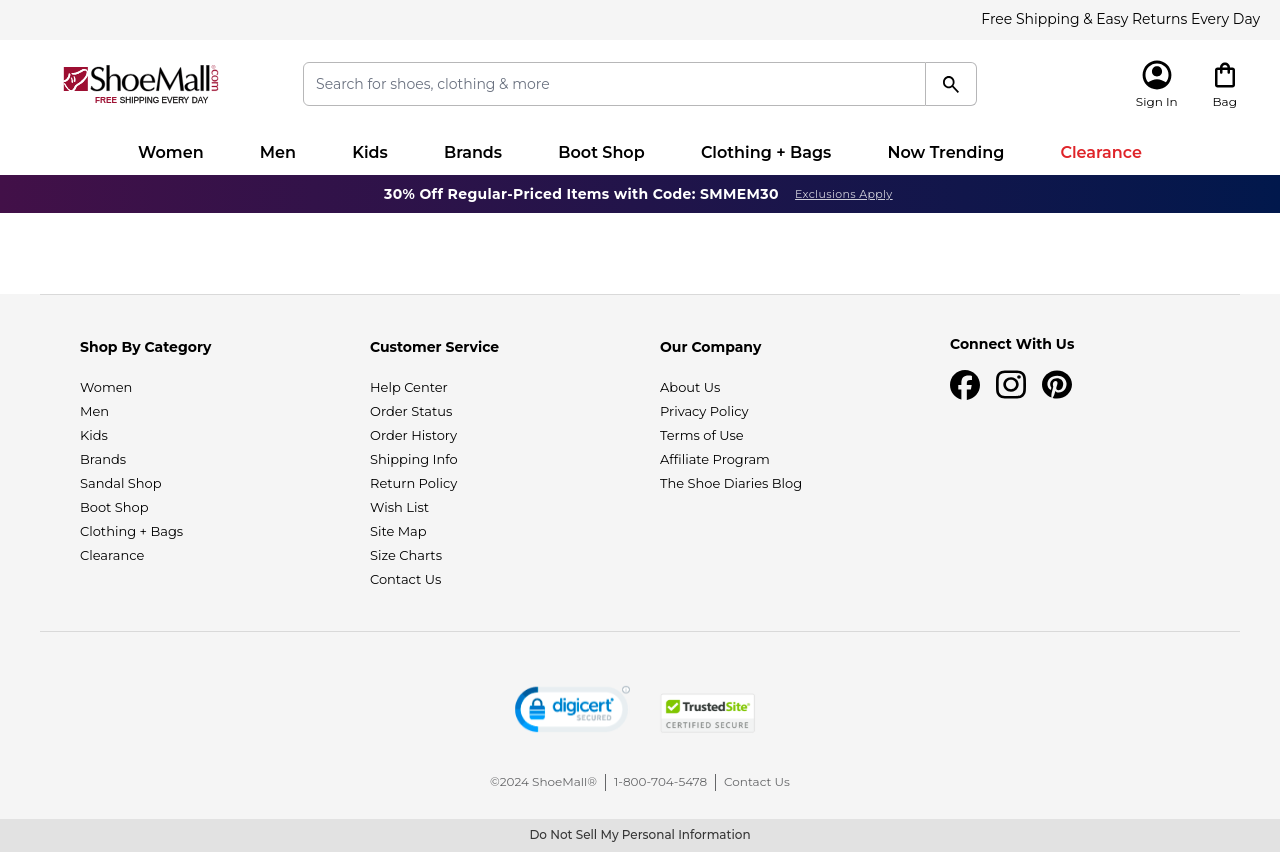 Free Shipping & Easy Returns Every Day
ShoeMall®.com
FREE SHIPPING EVERY DAY
Search for shoes, clothing & more
Sign In
Bag
Women
Men
Kids
Brands
Boot Shop
Clothing + Bags
Now Trending
Clearance
30% Off Regular-Priced Items with Code: SMMEM30 Exclusions Apply
Shop By Category
Women
Men
Kids
Brands
Sandal Shop
Boot Shop
Clothing + Bags
Clearance
Customer Service
Help Center
Order Status
Order History
Shipping Info
Return Policy
Wish List
Site Map
Size Charts
Contact Us
Our Company
About Us
Privacy Policy
Terms of Use
Affiliate Program
The Shoe Diaries Blog
Connect With Us
digicert
SECURED
TrustedSite
CERTIFIED SECURE
©2024 ShoeMall® 1-800-704-5478 Contact Us
Do Not Sell My Personal Information